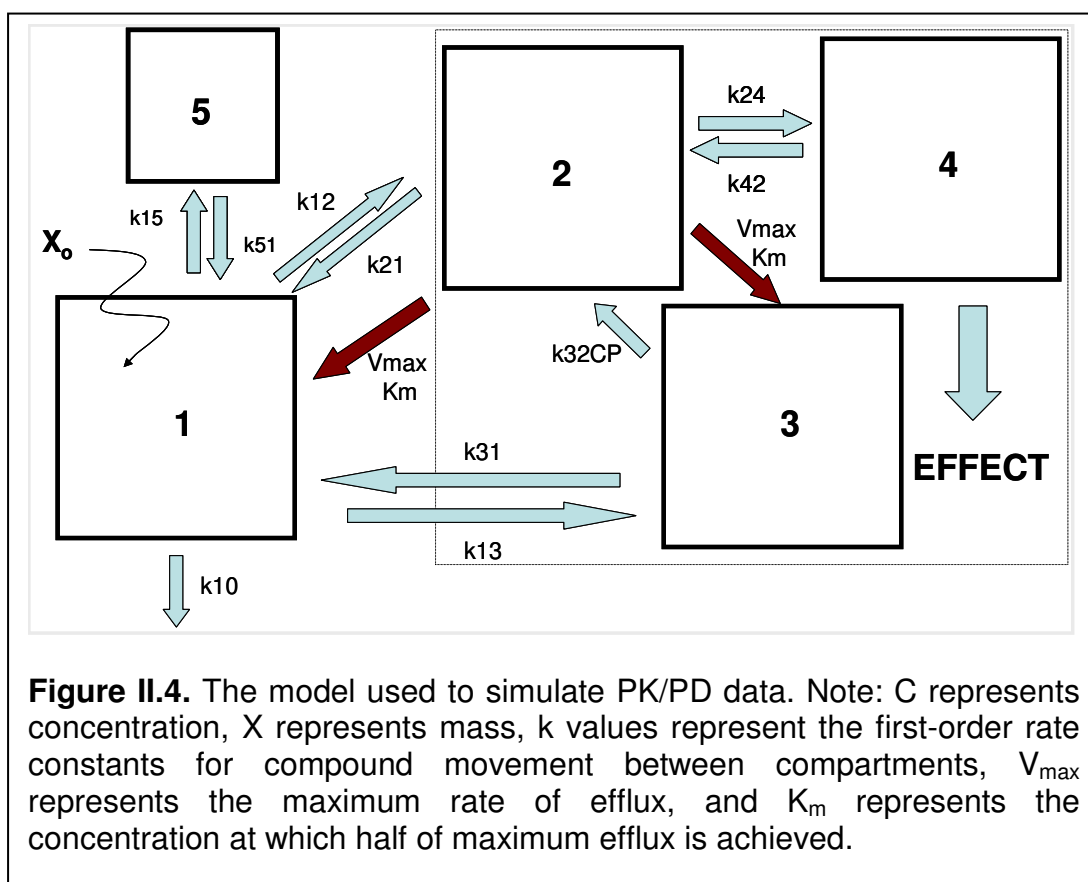 5
2
4
k24
k42
k12
k15
k51
k21
Xo
Vmax
Km
Vmax
Km
k32CP
1
3
k31
k13
EFFECT
k10
Figure II.4. The model used to simulate PK/PD data. Note: C represents
concentration, X represents mass, k values represent the first-order rate
constants for compound movement between compartments, Vmax
represents the maximum rate of efflux, and Km represents the
concentration at which half of maximum efflux is achieved.